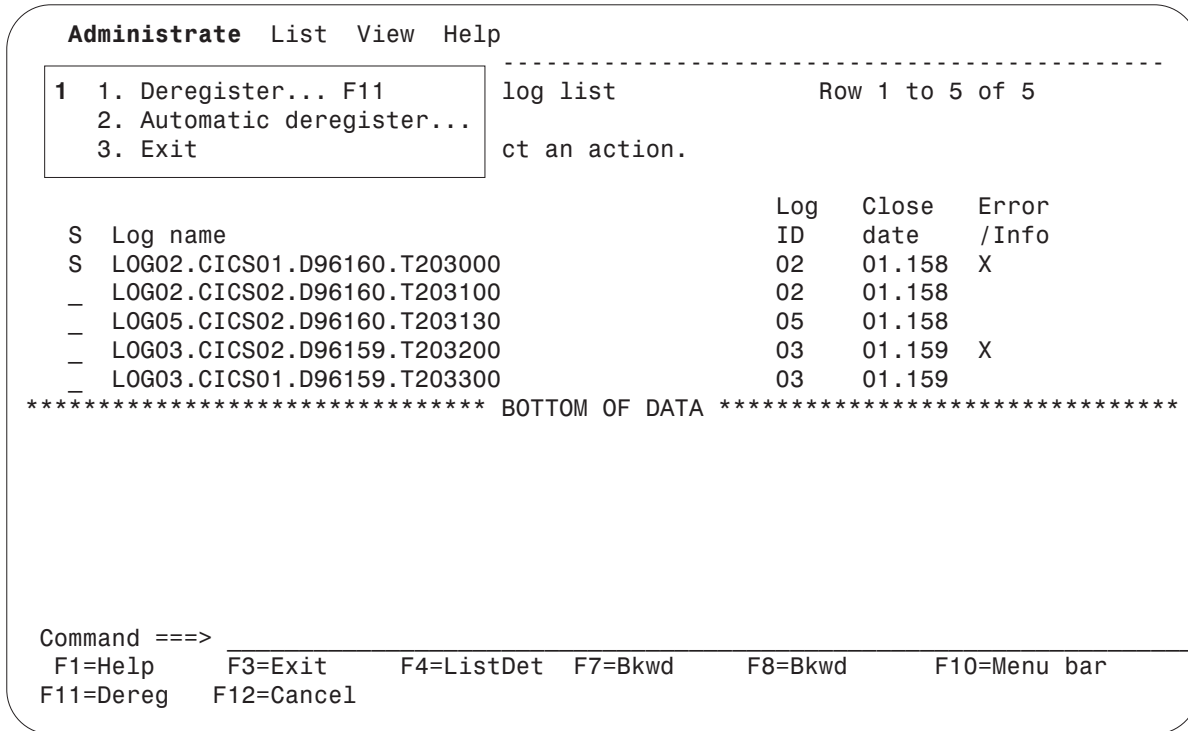 Administrate List View Help
-----------------------------------------------
1 1. Deregister... F11 log list Row 1 to 5 of 5
2. Automatic deregister...
3. Exit ct an action.
Log Close Error
S Log name ID date /Info
S LOG02.CICS01.D96160.T203000 02 01.158 X
_ LOG02.CICS02.D96160.T203100 02 01.158
_ LOG05.CICS02.D96160.T203130 05 01.158
_ LOG03.CICS02.D96159.T203200 03 01.159 X
_ LOG03.CICS01.D96159.T203300 03 01.159
******************************** BOTTOM OF DATA ********************************
Command ===> ___________________________________________________________________
F1=Help F3=Exit F4=ListDet F7=Bkwd F8=Bkwd F10=Menu bar
F11=Dereg F12=Cancel